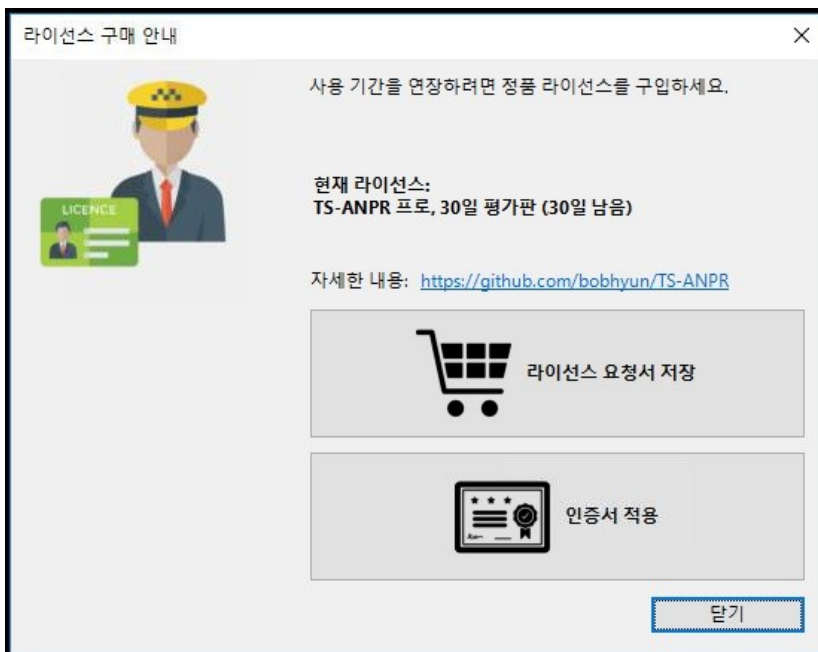 라이선스 구매 안내
사용 기간을 연장하려면 정품 라이선스를 구입하세요.
LICENCE
현재 라이선스:
TS-ANPR 프로, 30일 평가판 (30일 남음)
자세한 내용: https://github.com/bobhyun/TS-ANPR
라이선스 요청서 저장
인증서 적용
닫기